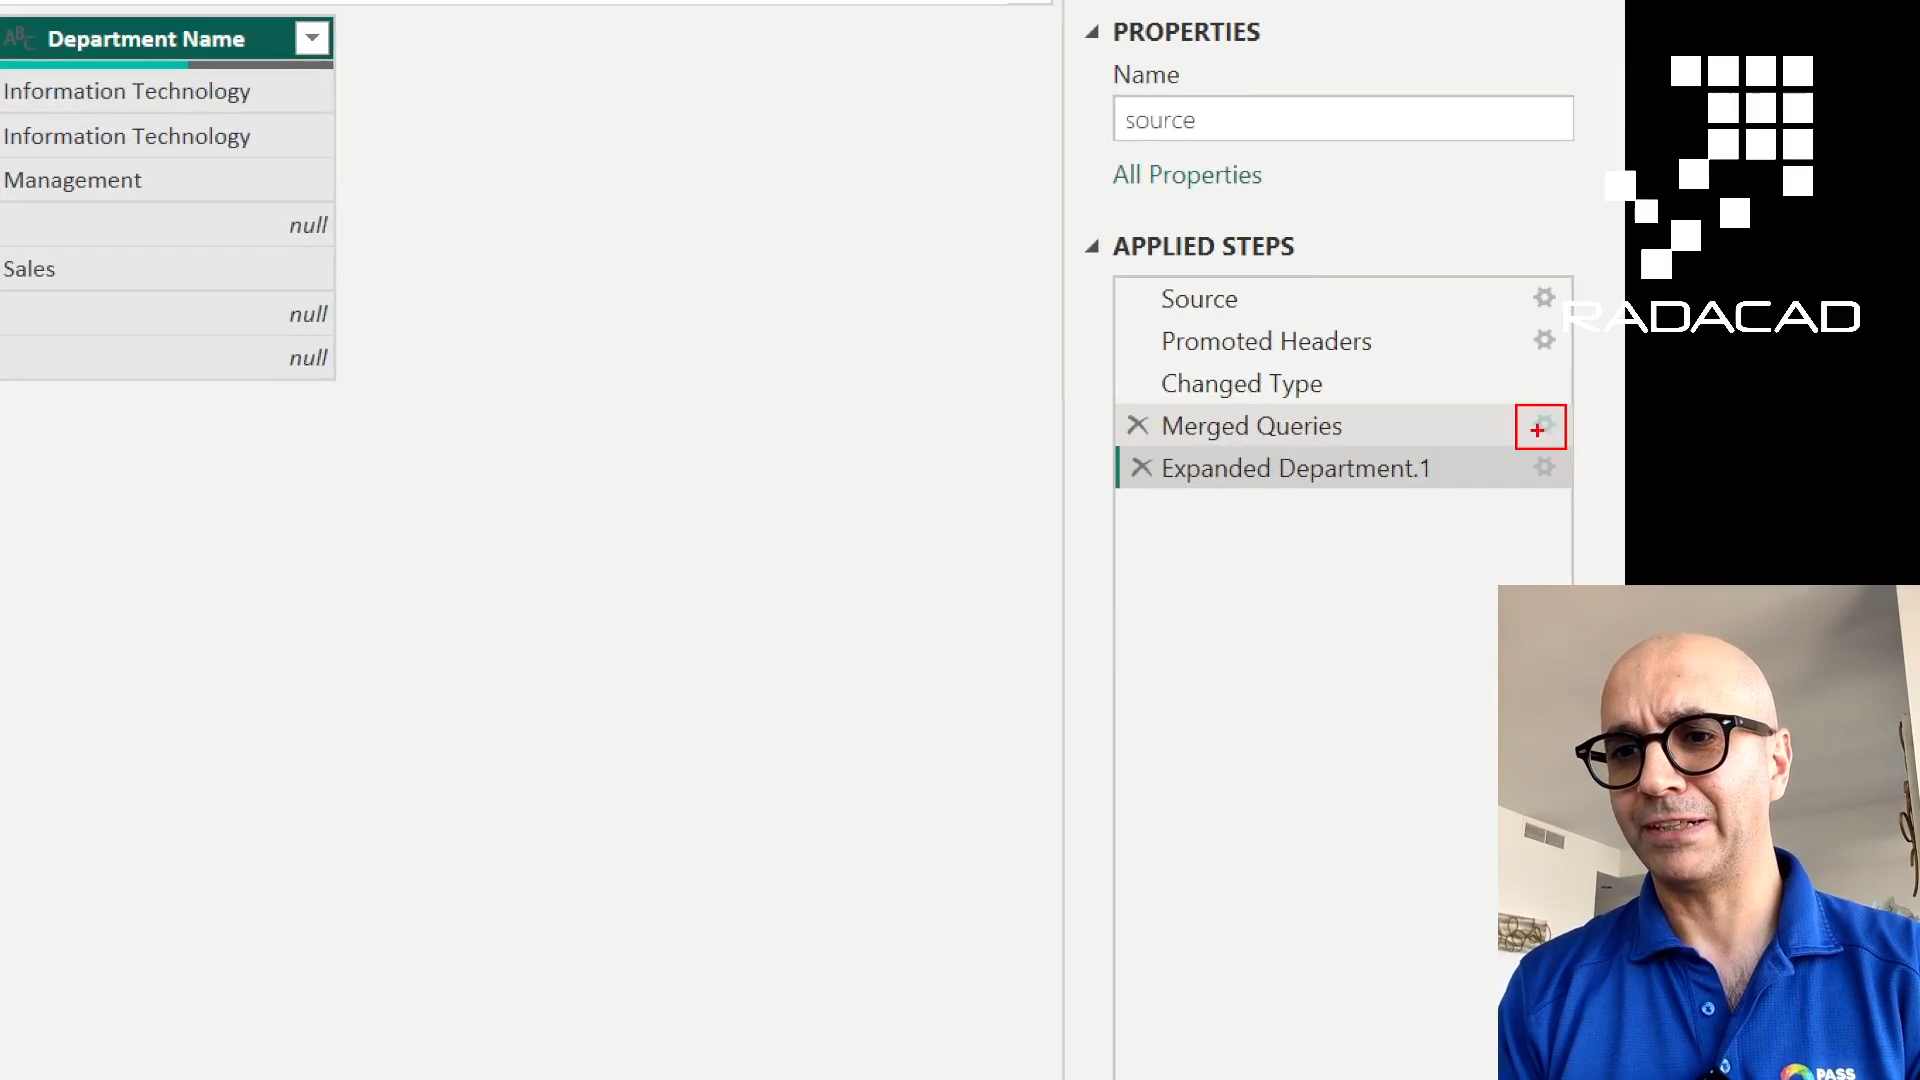 ABC Department Name
Information Technology
Information Technology
Management
null
Sales
null
null
PROPERTIES
Name
source
All Properties
APPLIED STEPS
Source
Promoted Headers
Changed Type
Merged Queries
Expanded Department.1
RADACAD
PASS